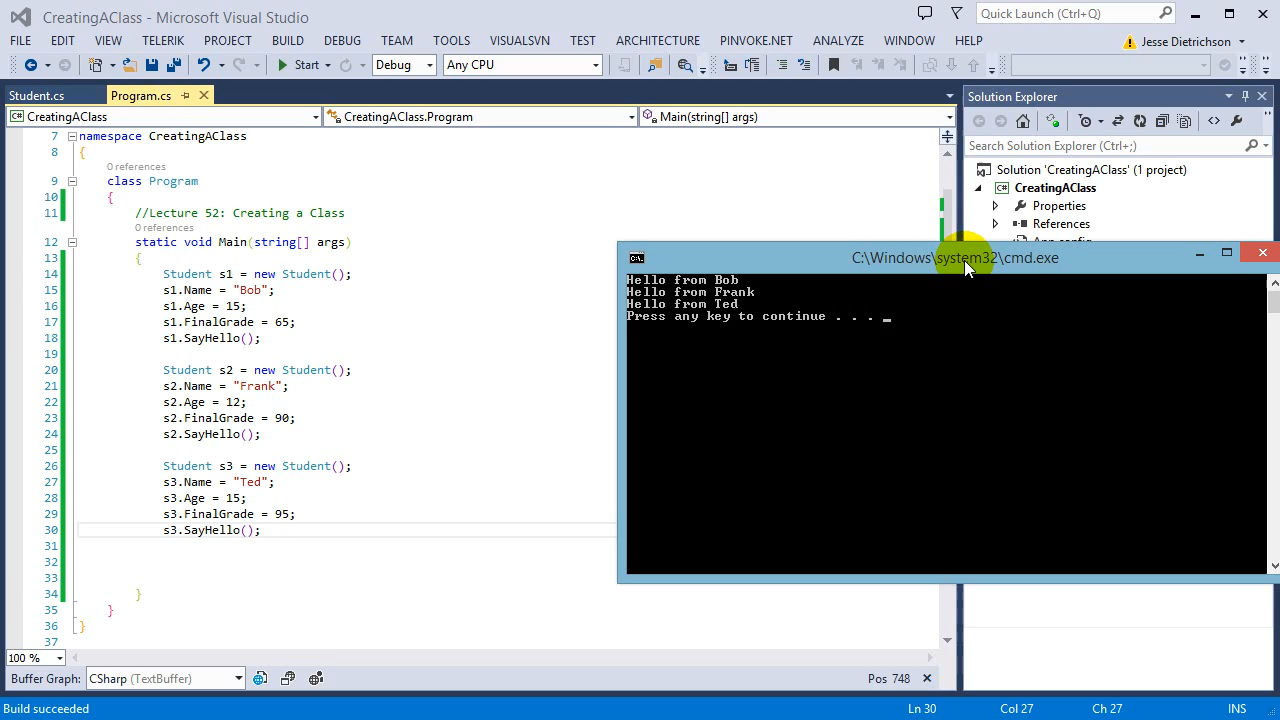 CreatingAClass - Microsoft Visual Studio
Quick Launch (Ctrl+Q)
FILE EDIT VIEW TELERIK PROJECT BUILD DEBUG TEAM TOOLS VISUALSVN TEST ARCHITECTURE PINVOKE.NET ANALYZE WINDOW HELP Jesse Dietrichson
Start Debug Any CPU
Student.cs Program.cs
CreatingAClass CreatingAClass.Program Main(string[] args)
7 namespace CreatingAClass
8 {
0 references
9 class Program
10 {
11 //Lecture 52: Creating a Class
0 references
12 static void Main(string[] args)
13 {
14 Student s1 = new Student();
15 s1.Name = "Bob";
16 s1.Age = 15;
17 s1.FinalGrade = 65;
18 s1.SayHello();
19
20 Student s2 = new Student();
21 s2.Name = "Frank";
22 s2.Age = 12;
23 s2.FinalGrade = 90;
24 s2.SayHello();
25
26 Student s3 = new Student();
27 s3.Name = "Ted";
28 s3.Age = 15;
29 s3.FinalGrade = 95;
30 s3.SayHello();
31
32
33
34 }
35 }
36 }
37
100 %
Buffer Graph: CSharp (TextBuffer) Pos 748
Solution Explorer
Search Solution Explorer (Ctrl+;)
Solution 'CreatingAClass' (1 project)
CreatingAClass
Properties
References
App.config
C:\Windows\system32\cmd.exe
Hello from Bob
Hello from Frank
Hello from Ted
Press any key to continue . . . _
Build succeeded Ln 30 Col 27 Ch 27 INS